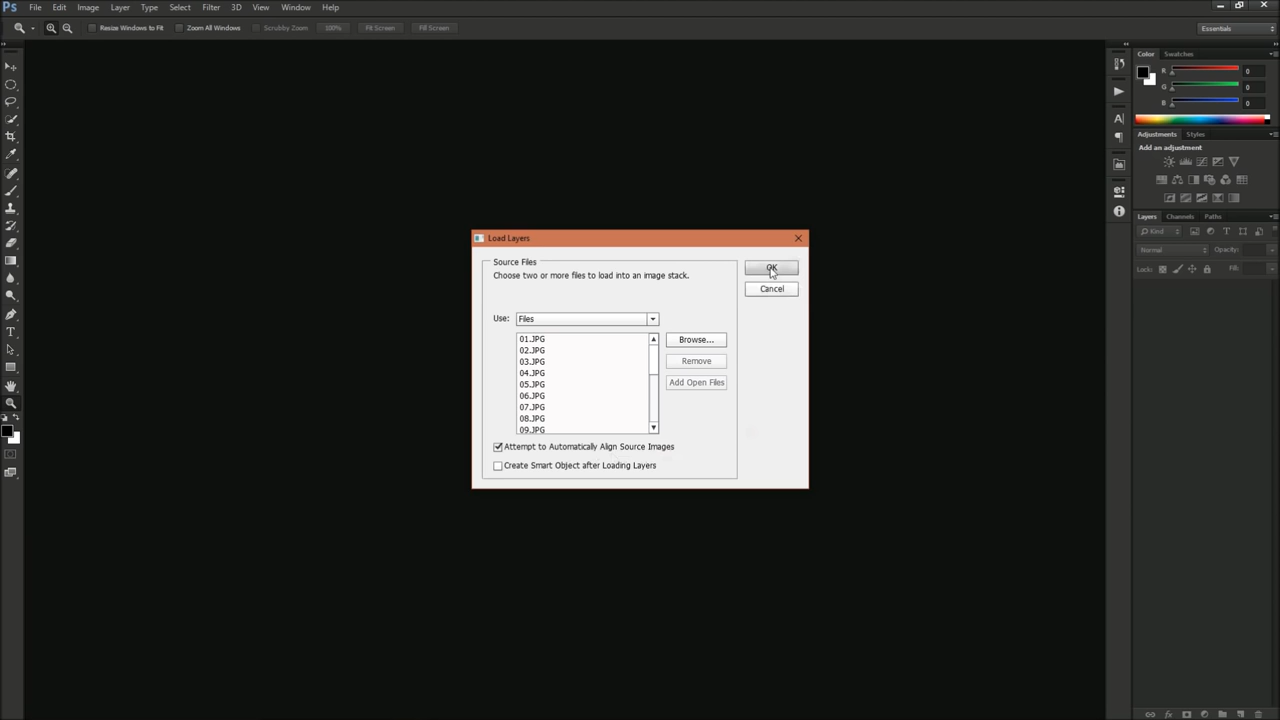 Ps File Edit Image Layer Type Select Filter 3D View Window Help
Resize Windows to Fit Zoom All Windows Scrubby Zoom 100% Fit Screen Fill Screen Essentials
Color Swatches
R 0
G 0
B 0
Adjustments Styles
Add an adjustment
Layers Channels Paths
Kind
Normal Opacity:
Lock: Fill:
Load Layers
Source Files
Choose two or more files to load into an image stack.
OK
Cancel
Use: Files
01.JPG
02.JPG
03.JPG
04.JPG
05.JPG
06.JPG
07.JPG
08.JPG
09.JPG
Browse...
Remove
Add Open Files
Attempt to Automatically Align Source Images
Create Smart Object after Loading Layers